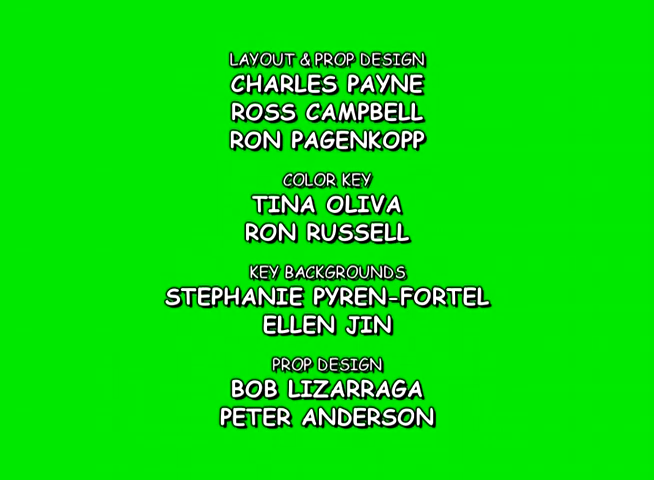 LAYOUT & PROP DESIGN
CHARLES PAYNE
ROSS CAMPBELL
RON PAGENKOPP
COLOR KEY
TINA OLIVA
RON RUSSELL
KEY BACKGROUNDS
STEPHANIE PYREN-FORTEL
ELLEN JIN
PROP DESIGN
BOB LIZARRAGA
PETER ANDERSON